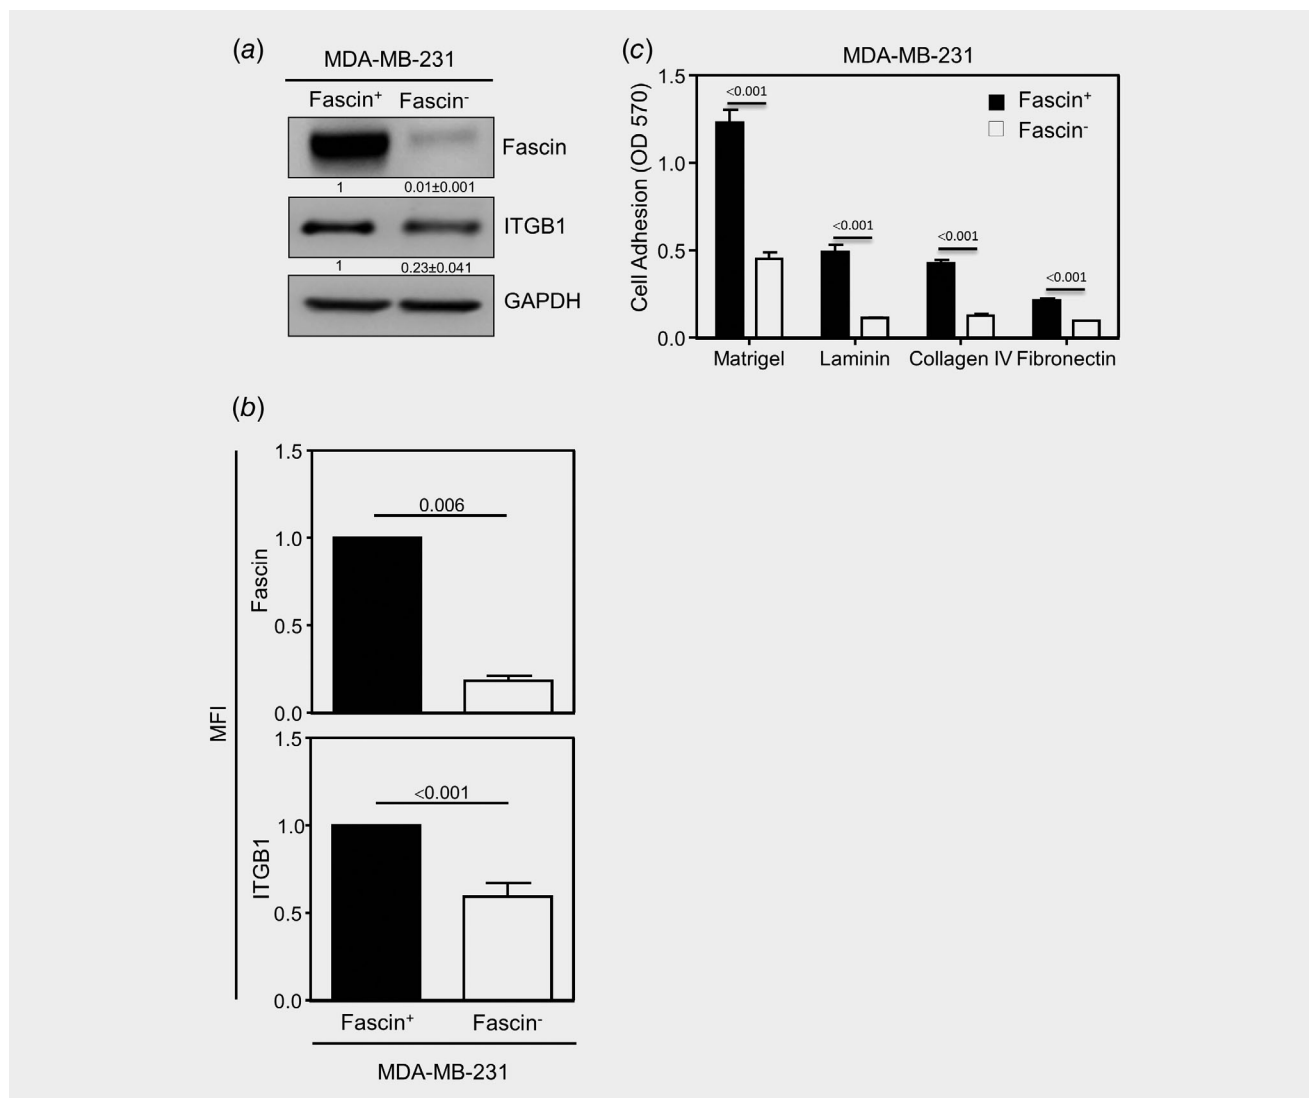 (a)
MDA-MB-231
Fascin⁺ Fascin⁻
Fascin
1 0.01±0.001
ITGB1
1 0.23±0.041
GAPDH
(c)
MDA-MB-231
Cell Adhesion (OD 570)
1.5
1.0
0.5
0.0
<0.001
<0.001
<0.001
<0.001
Fascin⁺
Fascin⁻
Matrigel Laminin Collagen IV Fibronectin
(b)
MFI
Fascin
1.5
1.0
0.5
0.0
0.006
ITGB1
1.5
1.0
0.5
0.0
<0.001
Fascin⁺ Fascin⁻
MDA-MB-231